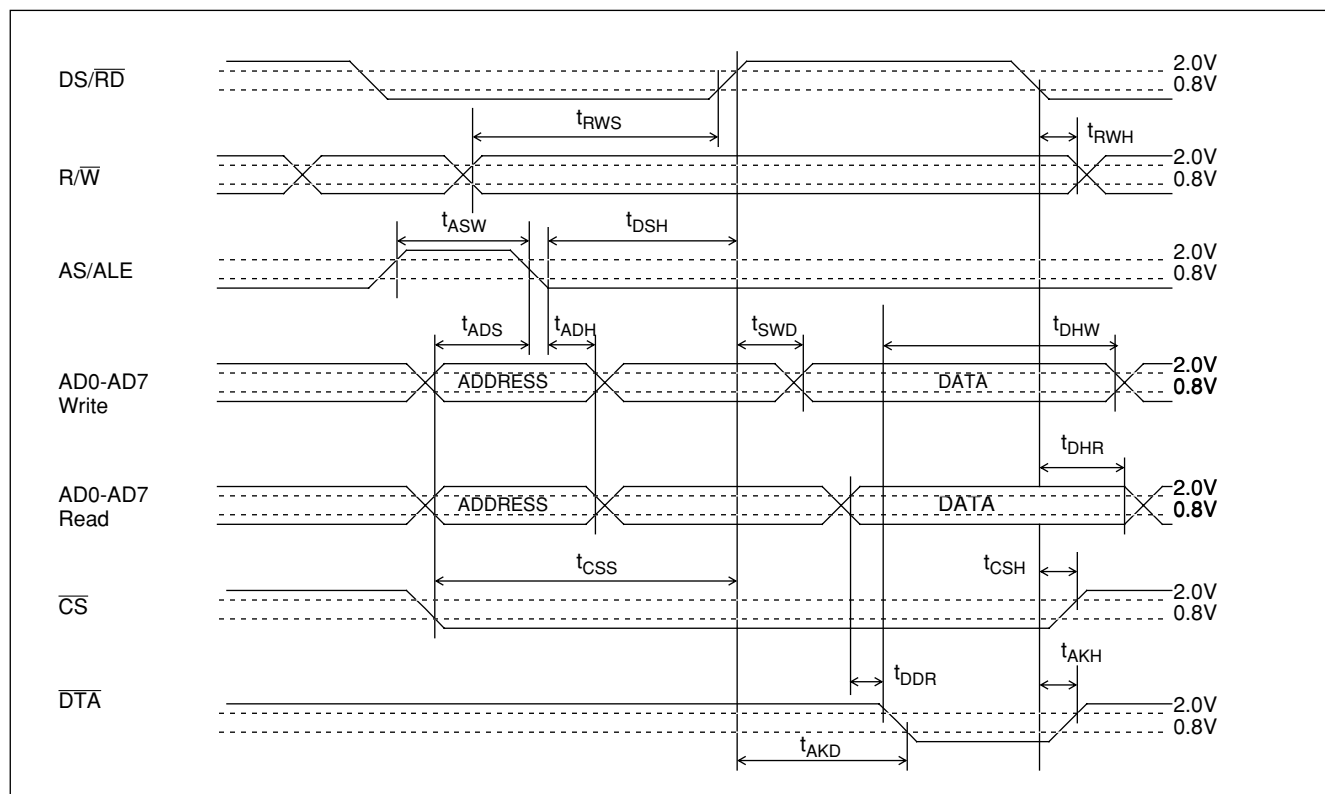 DS/RD
2.0V
0.8V
tRWS
tRWH
R/W
2.0V
0.8V
tASW
tDSH
AS/ALE
2.0V
0.8V
tADS
tADH
tSWD
tDHW
AD0-AD7
Write
ADDRESS
DATA
2.0V
0.8V
tDHR
AD0-AD7
Read
ADDRESS
DATA
2.0V
0.8V
tCSS
tCSH
CS
2.0V
0.8V
tDDR
tAKH
DTA
2.0V
0.8V
tAKD